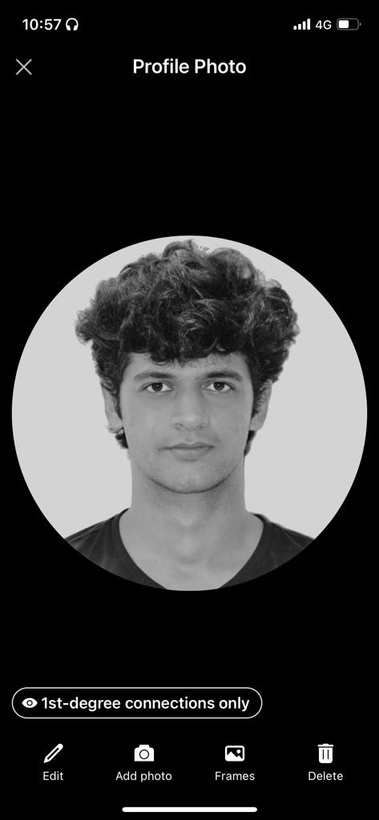 10:57 4G
Profile Photo
1st-degree connections only
Edit Add photo Frames Delete